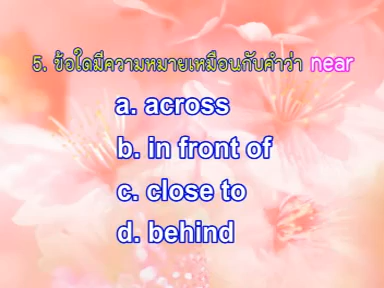 5. ข้อใดมีความหมายเหมือนกับคำว่า near
a. across
b. in front of
c. close to
d. behind